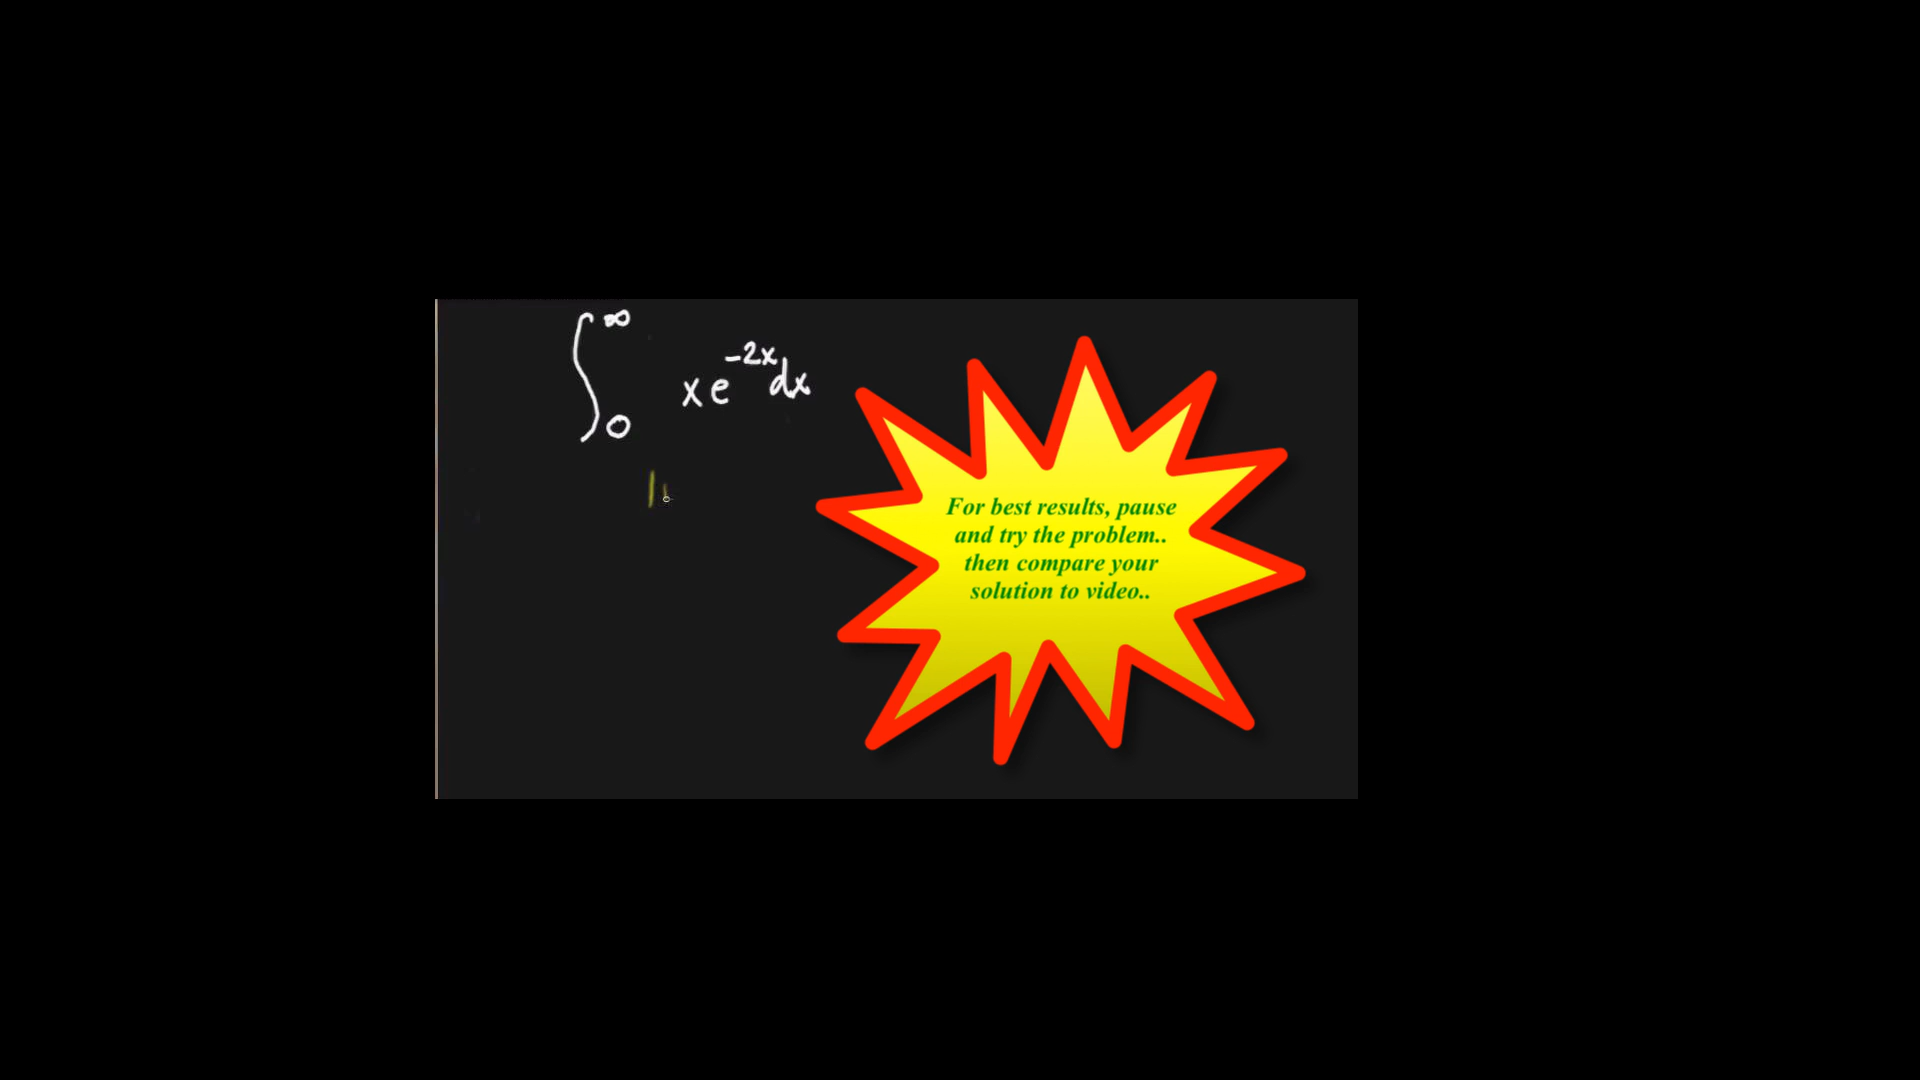 ∫₀^∞ xe^-2x dx
For best results, pause
and try the problem..
then compare your
solution to video..